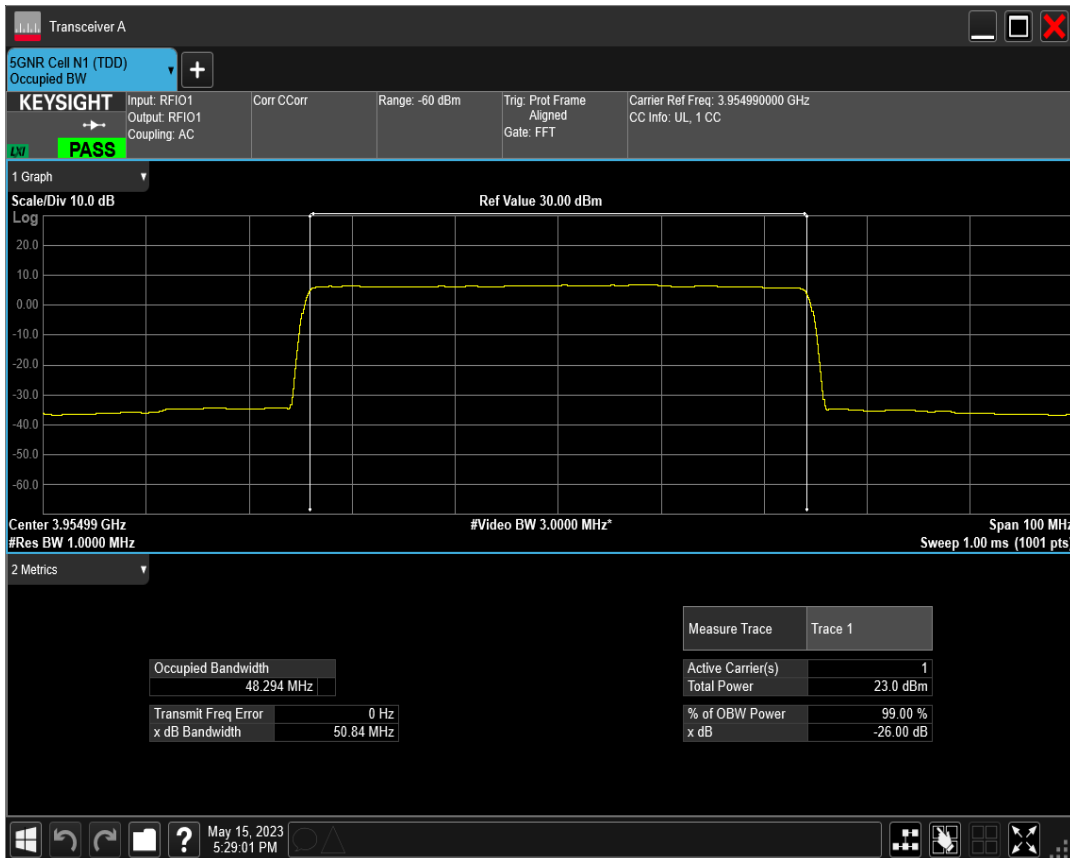 Transceiver A
5GNR Cell N1 (TDD)
Occupied BW
+
KEYSIGHT
LXI
PASS
Input: RFIO1
Output: RFIO1
Coupling: AC
Corr CCorr
Range: -60 dBm
Trig: Prot Frame
Aligned
Gate: FFT
Carrier Ref Freq: 3.954990000 GHz
CC Info: UL, 1 CC
1 Graph
Scale/Div 10.0 dB
Ref Value 30.00 dBm
Log
20.0
10.0
0.00
-10.0
-20.0
-30.0
-40.0
-50.0
-60.0
Center 3.95499 GHz
#Video BW 3.0000 MHz*
Span 100 MHz
#Res BW 1.0000 MHz
Sweep 1.00 ms (1001 pts)
2 Metrics
Measure Trace Trace 1
Occupied Bandwidth
48.294 MHz
Active Carrier(s) 1
Total Power 23.0 dBm
Transmit Freq Error 0 Hz
x dB Bandwidth 50.84 MHz
% of OBW Power 99.00 %
x dB -26.00 dB
?
May 15, 2023
5:29:01 PM